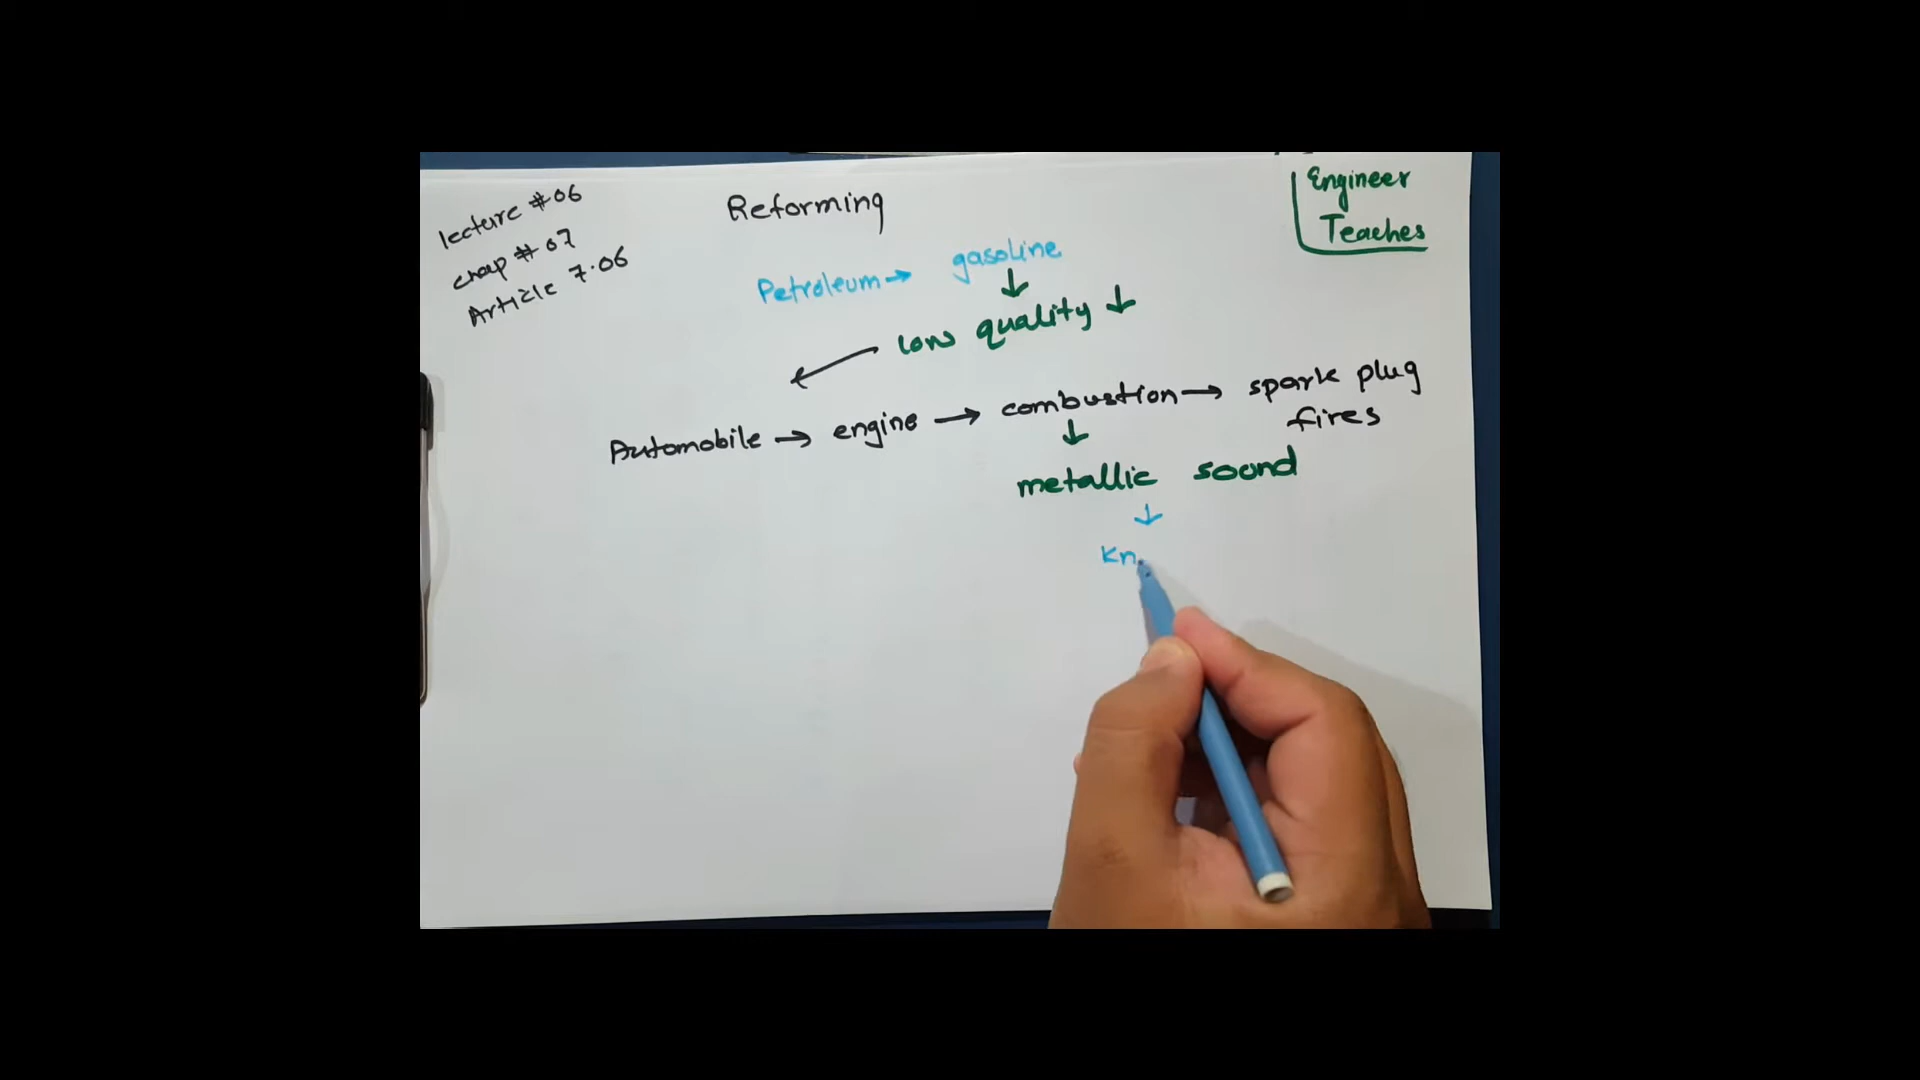 lecture #06
chap #07
Article 7.06
Reforming
Engineer
Teaches
Petroleum→ gasoline
↓
low quality ↓
Automobile → engine → combustion → spark plug
fires
↓
metallic sound
↓
Kn